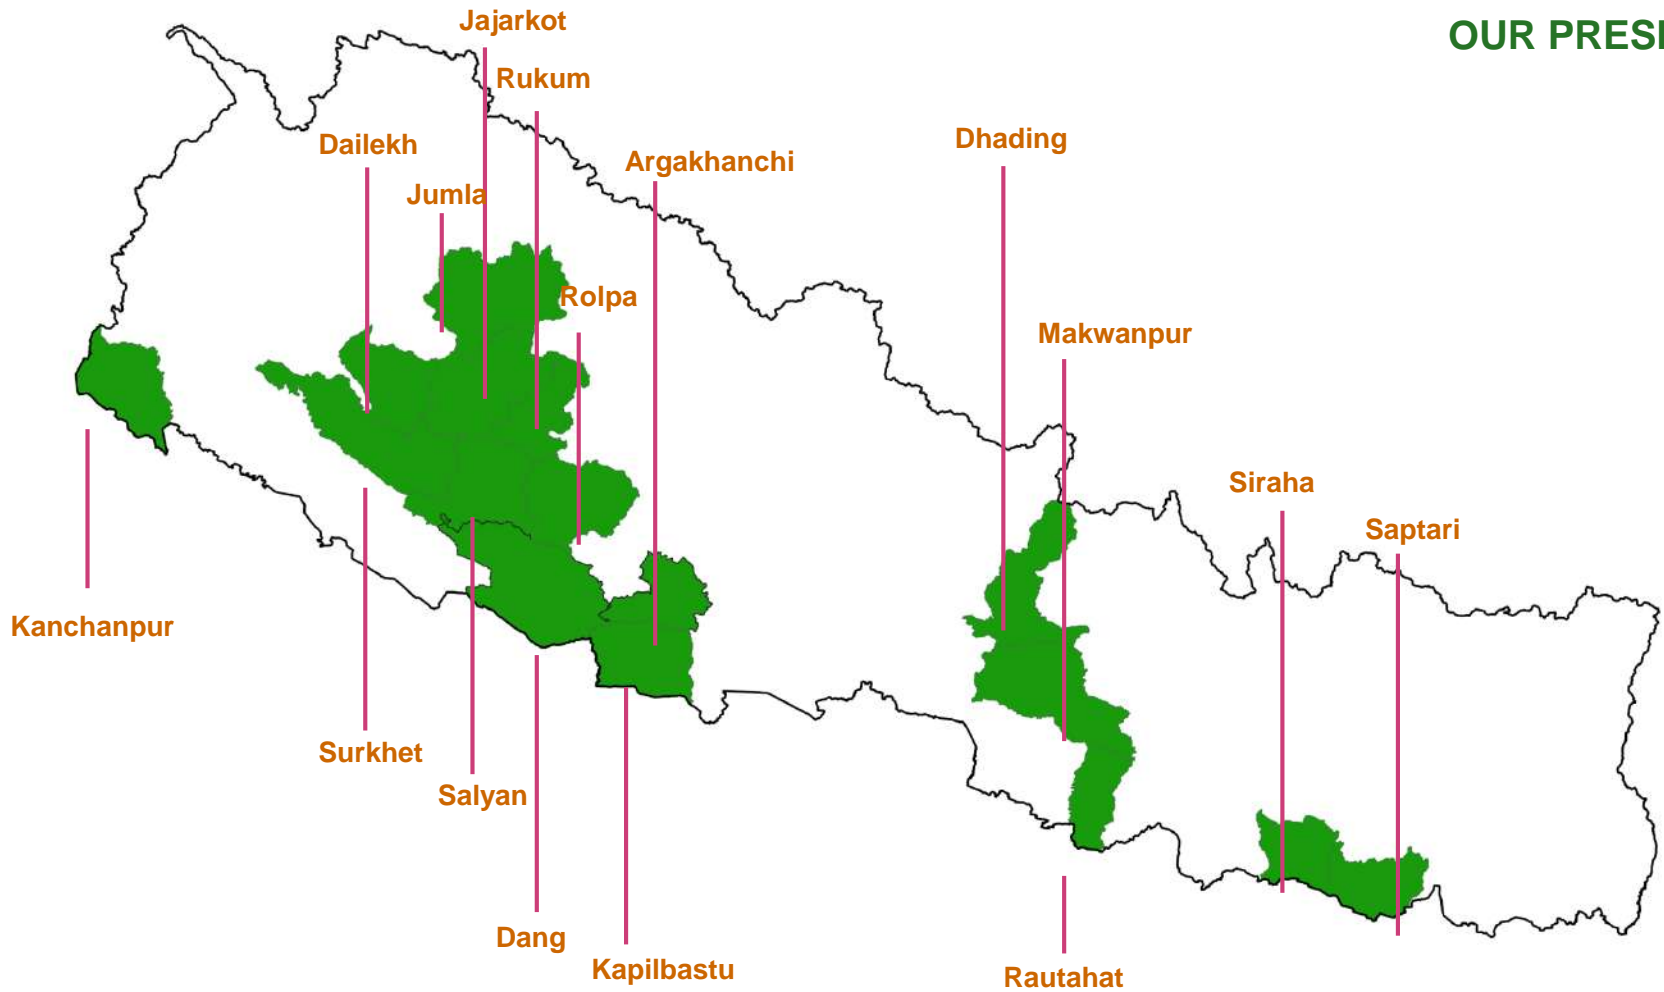 Jajarkot
OUR PRESI
Rukum
Dailekh
Dhading
Argakhanchi
Jumla
Rolpa
Makwanpur
Siraha
Saptari
Kanchanpur
Surkhet
Salyan
Dang
Kapilbastu
Rautahat